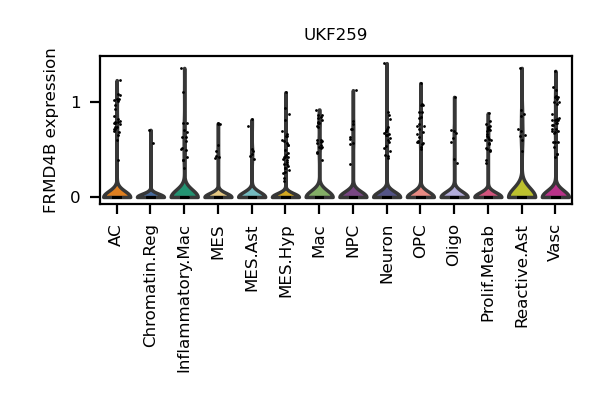 UKF259
FRMD4B expression
1
0
AC
Chromatin.Reg
Inflammatory.Mac
MES
MES.Ast
MES.Hyp
Mac
NPC
Neuron
OPC
Oligo
Prolif.Metab
Reactive.Ast
Vasc